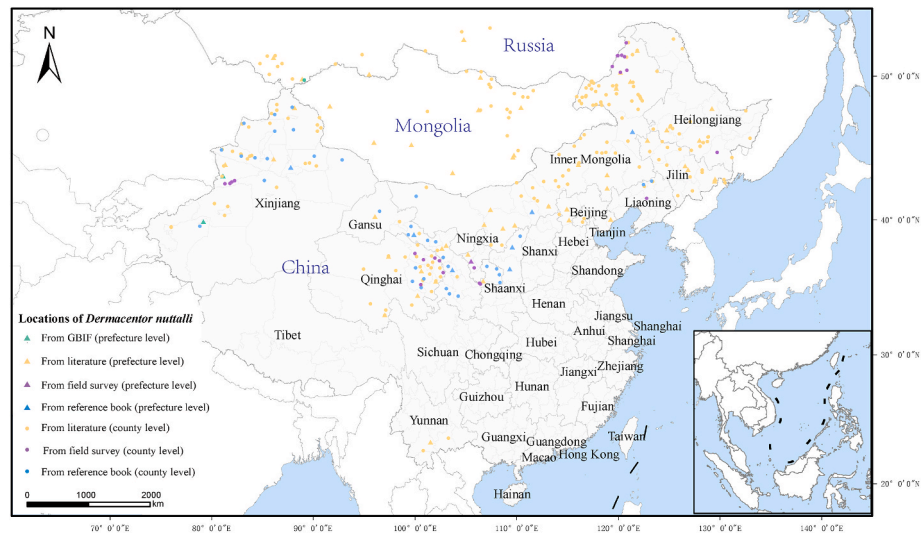 N
Russia
Mongolia
Heilongjiang
Inner Mongolia
Jilin
Xinjiang
Liaoning
Beijing
Gansu
Tianjin
Ningxia
Hebei
Shanxi
China
Shandong
Qinghai
Shaanxi
Henan
Jiangsu
Shanghai
Anhui
Tibet
Shanghai
Hubei
Sichuan
Chongqing
Zhejiang
Jiangxi
Hunan
Guizhou
Fujian
Yunnan
Guangxi
Taiwan
Guangdong
Macao
Hong Kong
Hainan
Locations of Dermacentor nuttalli
From GBIF (prefecture level)
From literature (prefecture level)
From field survey (prefecture level)
From reference book (prefecture level)
From literature (county level)
From field survey (county level)
From reference book (county level)
0 1000 2000
km
50° 0′0″N
40° 0′0″N
30° 0′0″N
20° 0′0″N
70° 0′0″E 80° 0′0″E 90° 0′0″E 100° 0′0″E 110° 0′0″E 120° 0′0″E 130° 0′0″E 140° 0′0″E